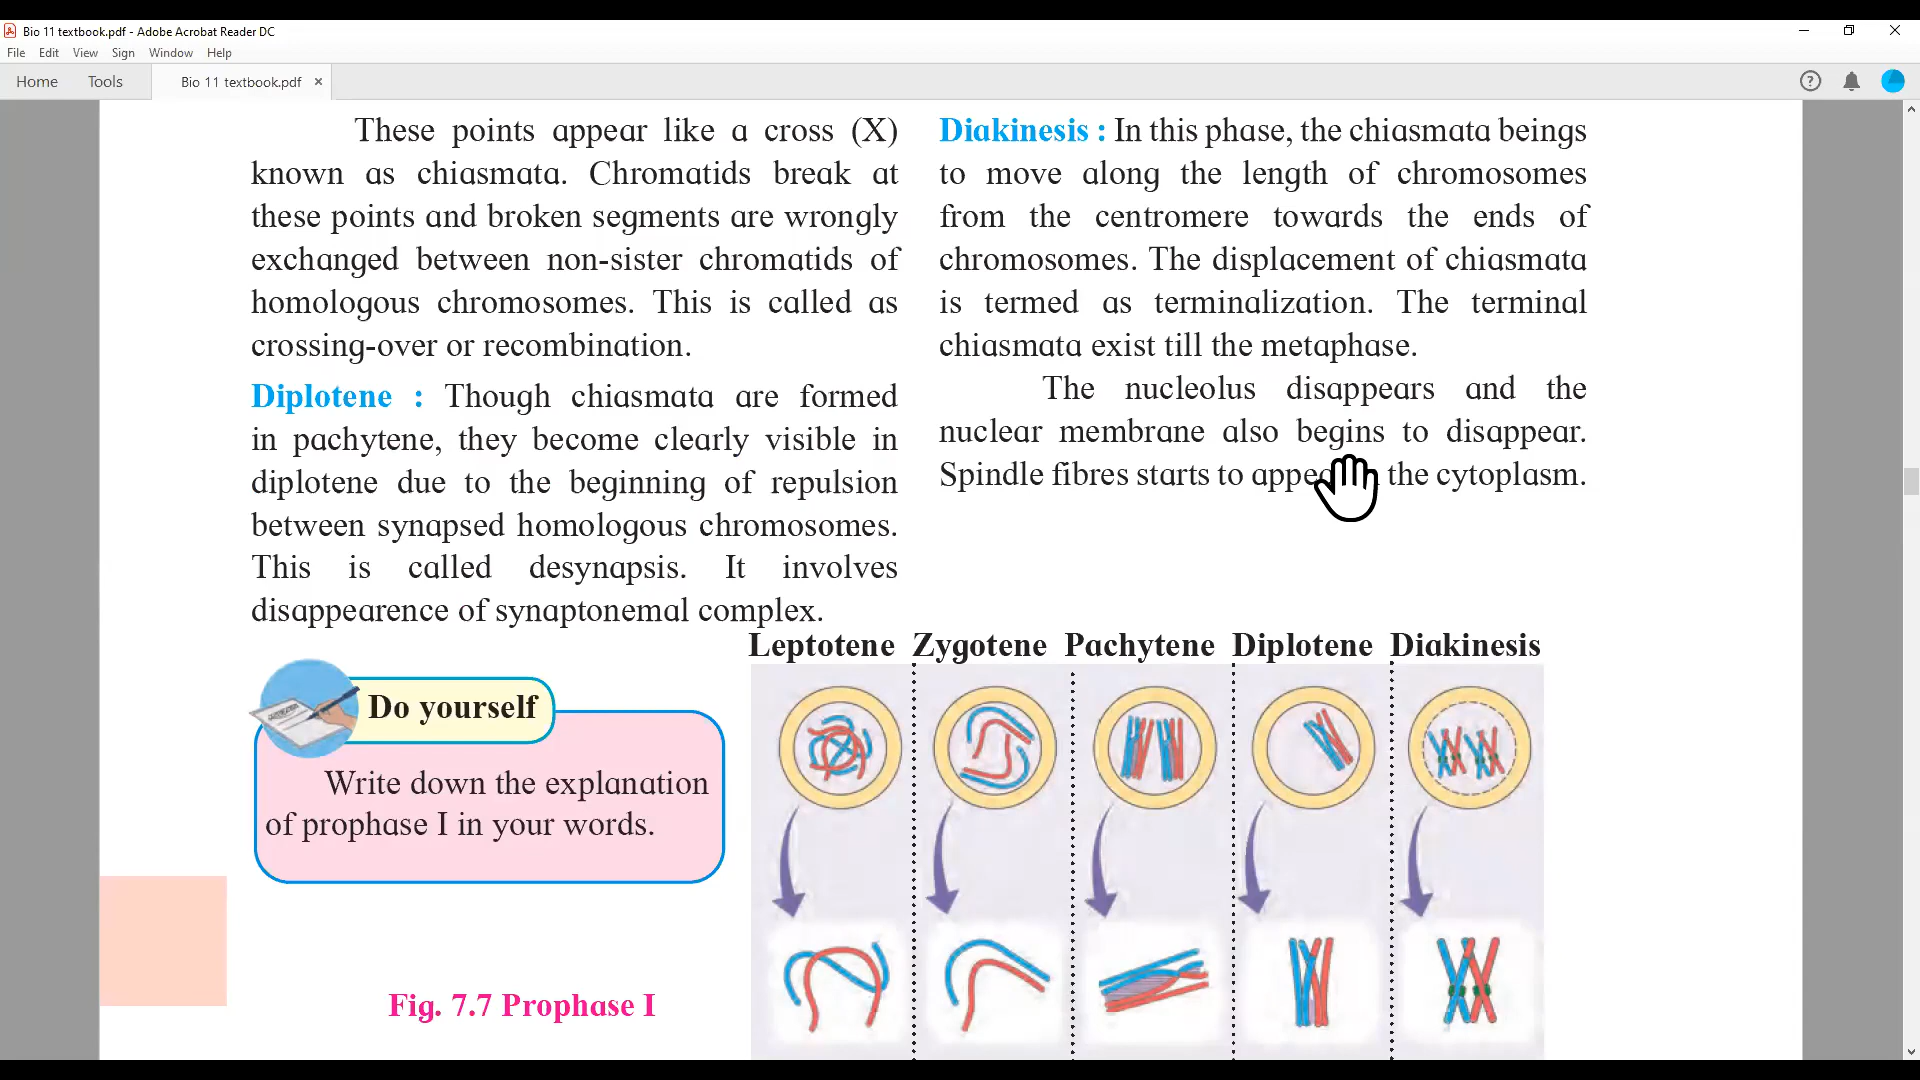 Bio 11 textbook.pdf - Adobe Acrobat Reader DC
File Edit View Sign Window Help
Home Tools Bio 11 textbook.pdf ×
These points appear like a cross (X)
known as chiasmata. Chromatids break at
these points and broken segments are wrongly
exchanged between non-sister chromatids of
homologous chromosomes. This is called as
crossing-over or recombination.
Diplotene : Though chiasmata are formed
in pachytene, they become clearly visible in
diplotene due to the beginning of repulsion
between synapsed homologous chromosomes.
This is called desynapsis. It involves
disappearence of synaptonemal complex.
Diakinesis : In this phase, the chiasmata beings
to move along the length of chromosomes
from the centromere towards the ends of
chromosomes. The displacement of chiasmata
is termed as terminalization. The terminal
chiasmata exist till the metaphase.
The nucleolus disappears and the
nuclear membrane also begins to disappear.
Spindle fibres starts to the cytoplasm.
Do yourself
Write down the explanation
of prophase I in your words.
Leptotene Zygotene Pachytene Diplotene Diakinesis
Fig. 7.7 Prophase I